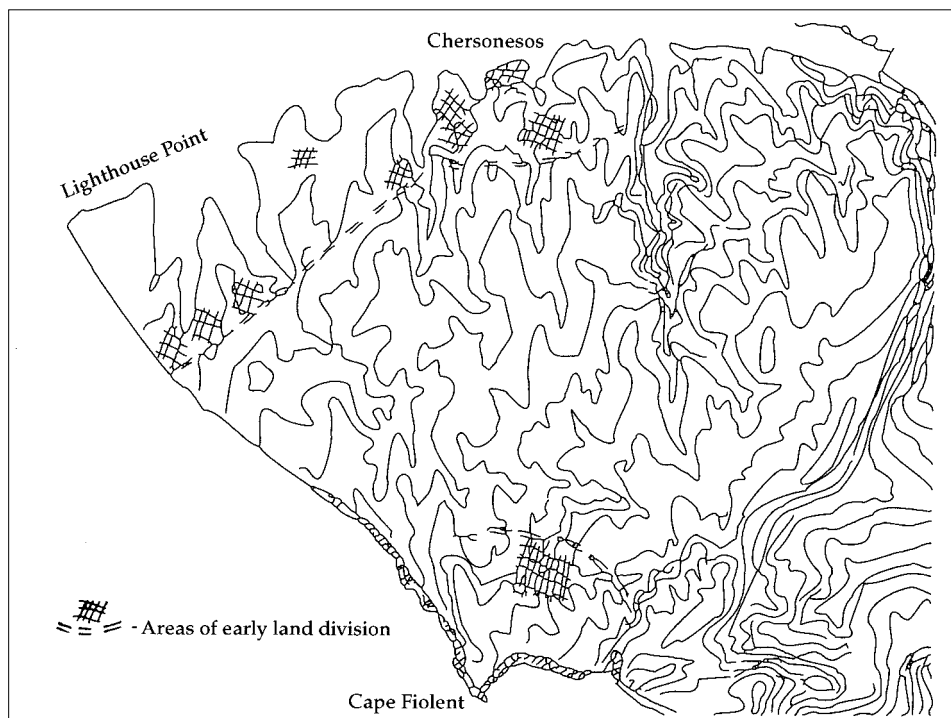 Chersonesos
Lighthouse Point
- Areas of early land division
Cape Fiolent